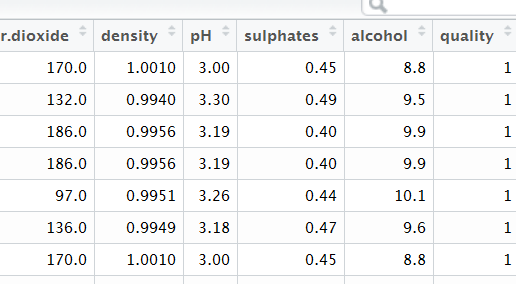 r.dioxide density pH sulphates alcohol quality
170.0 1.0010 3.00 0.45 8.8 1
132.0 0.9940 3.30 0.49 9.5 1
186.0 0.9956 3.19 0.40 9.9 1
186.0 0.9956 3.19 0.40 9.9 1
97.0 0.9951 3.26 0.44 10.1 1
136.0 0.9949 3.18 0.47 9.6 1
170.0 1.0010 3.00 0.45 8.8 1